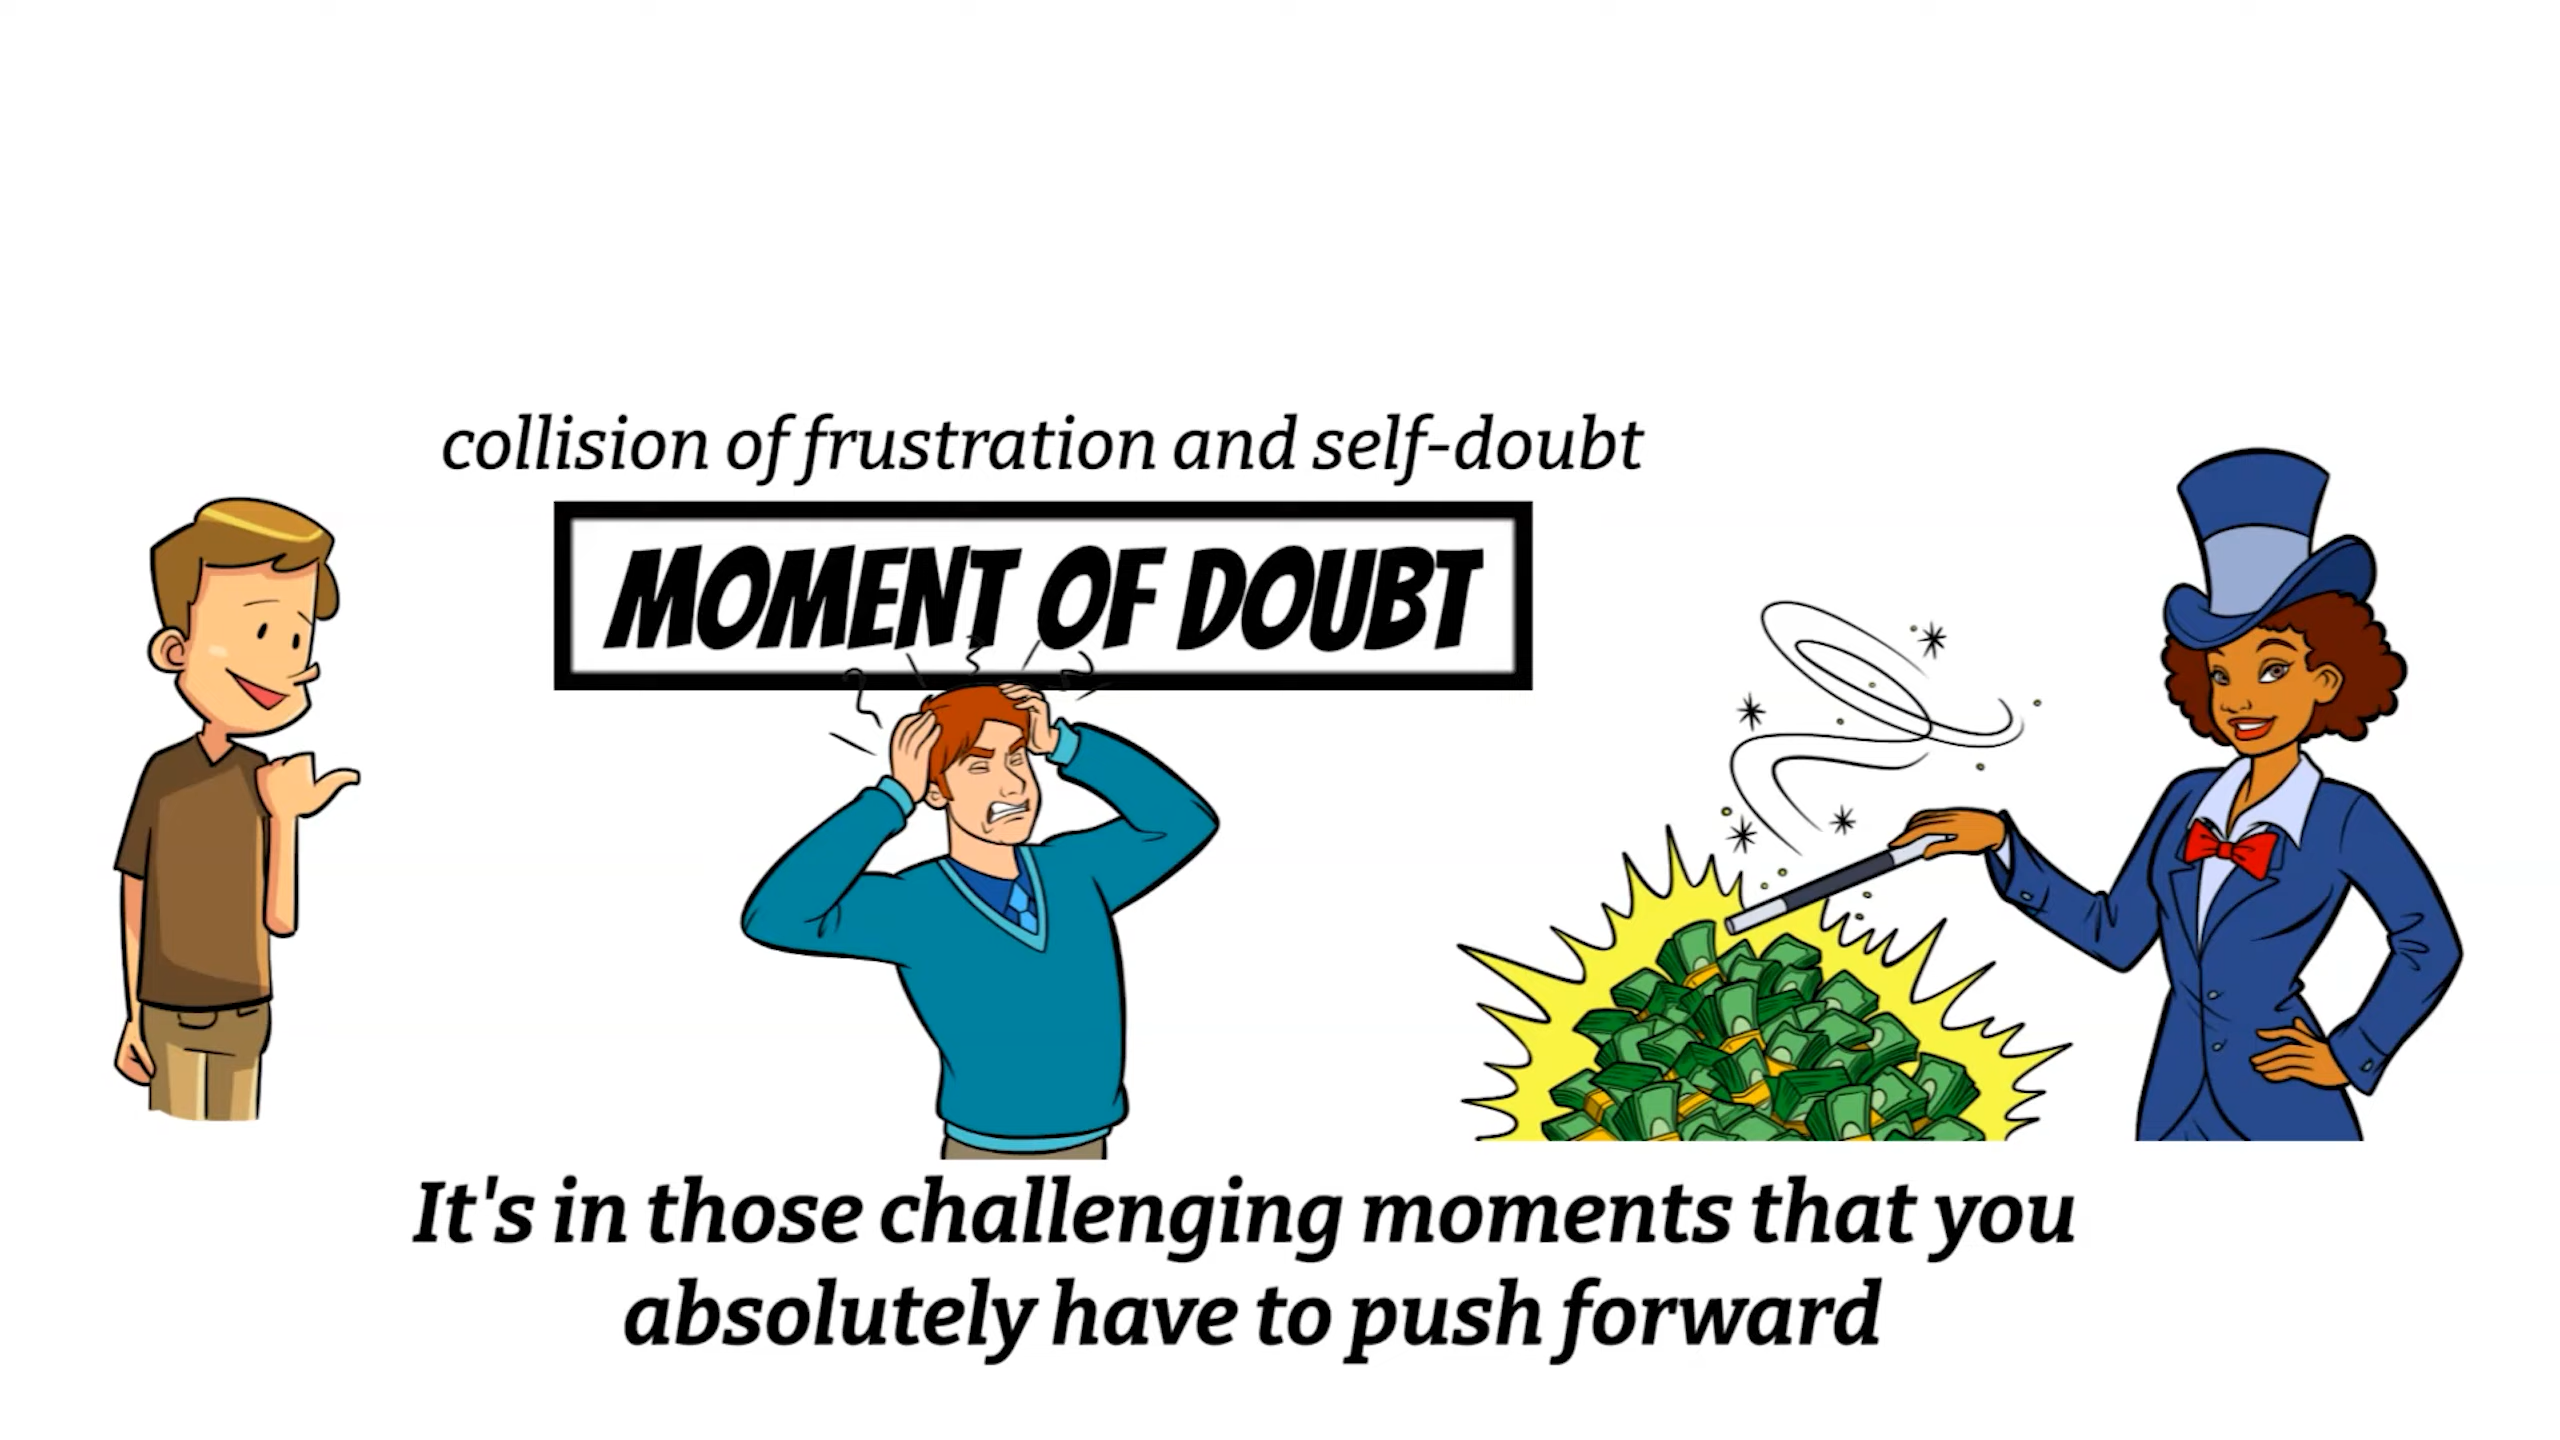 collision of frustration and self-doubt
MOMENT OF DOUBT
It's in those challenging moments that you
absolutely have to push forward